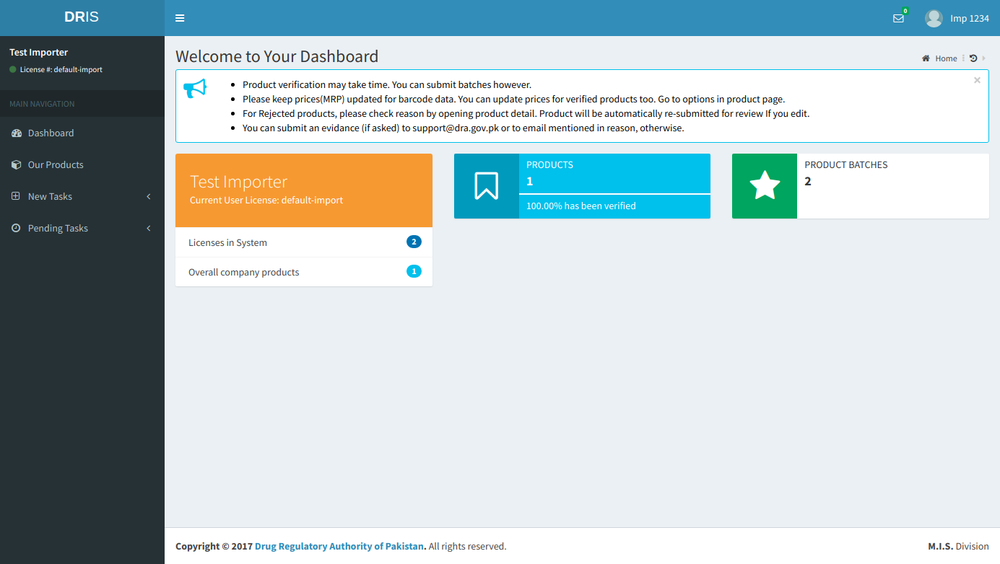 DRIS
0
Imp 1234
Test Importer
License #: default-import
MAIN NAVIGATION
Dashboard
Our Products
New Tasks
Pending Tasks
Welcome to Your Dashboard
Home
Product verification may take time. You can submit batches however.
Please keep prices(MRP) updated for barcode data. You can update prices for verified products too. Go to options in product page.
For Rejected products, please check reason by opening product detail. Product will be automatically re-submitted for review If you edit.
You can submit an evidance (if asked) to support@dra.gov.pk or to email mentioned in reason, otherwise.
×
Test Importer
Current User License: default-import
Licenses in System 2
Overall company products 1
PRODUCTS
1
100.00% has been verified
PRODUCT BATCHES
2
Copyright © 2017 Drug Regulatory Authority of Pakistan. All rights reserved.
M.I.S. Division